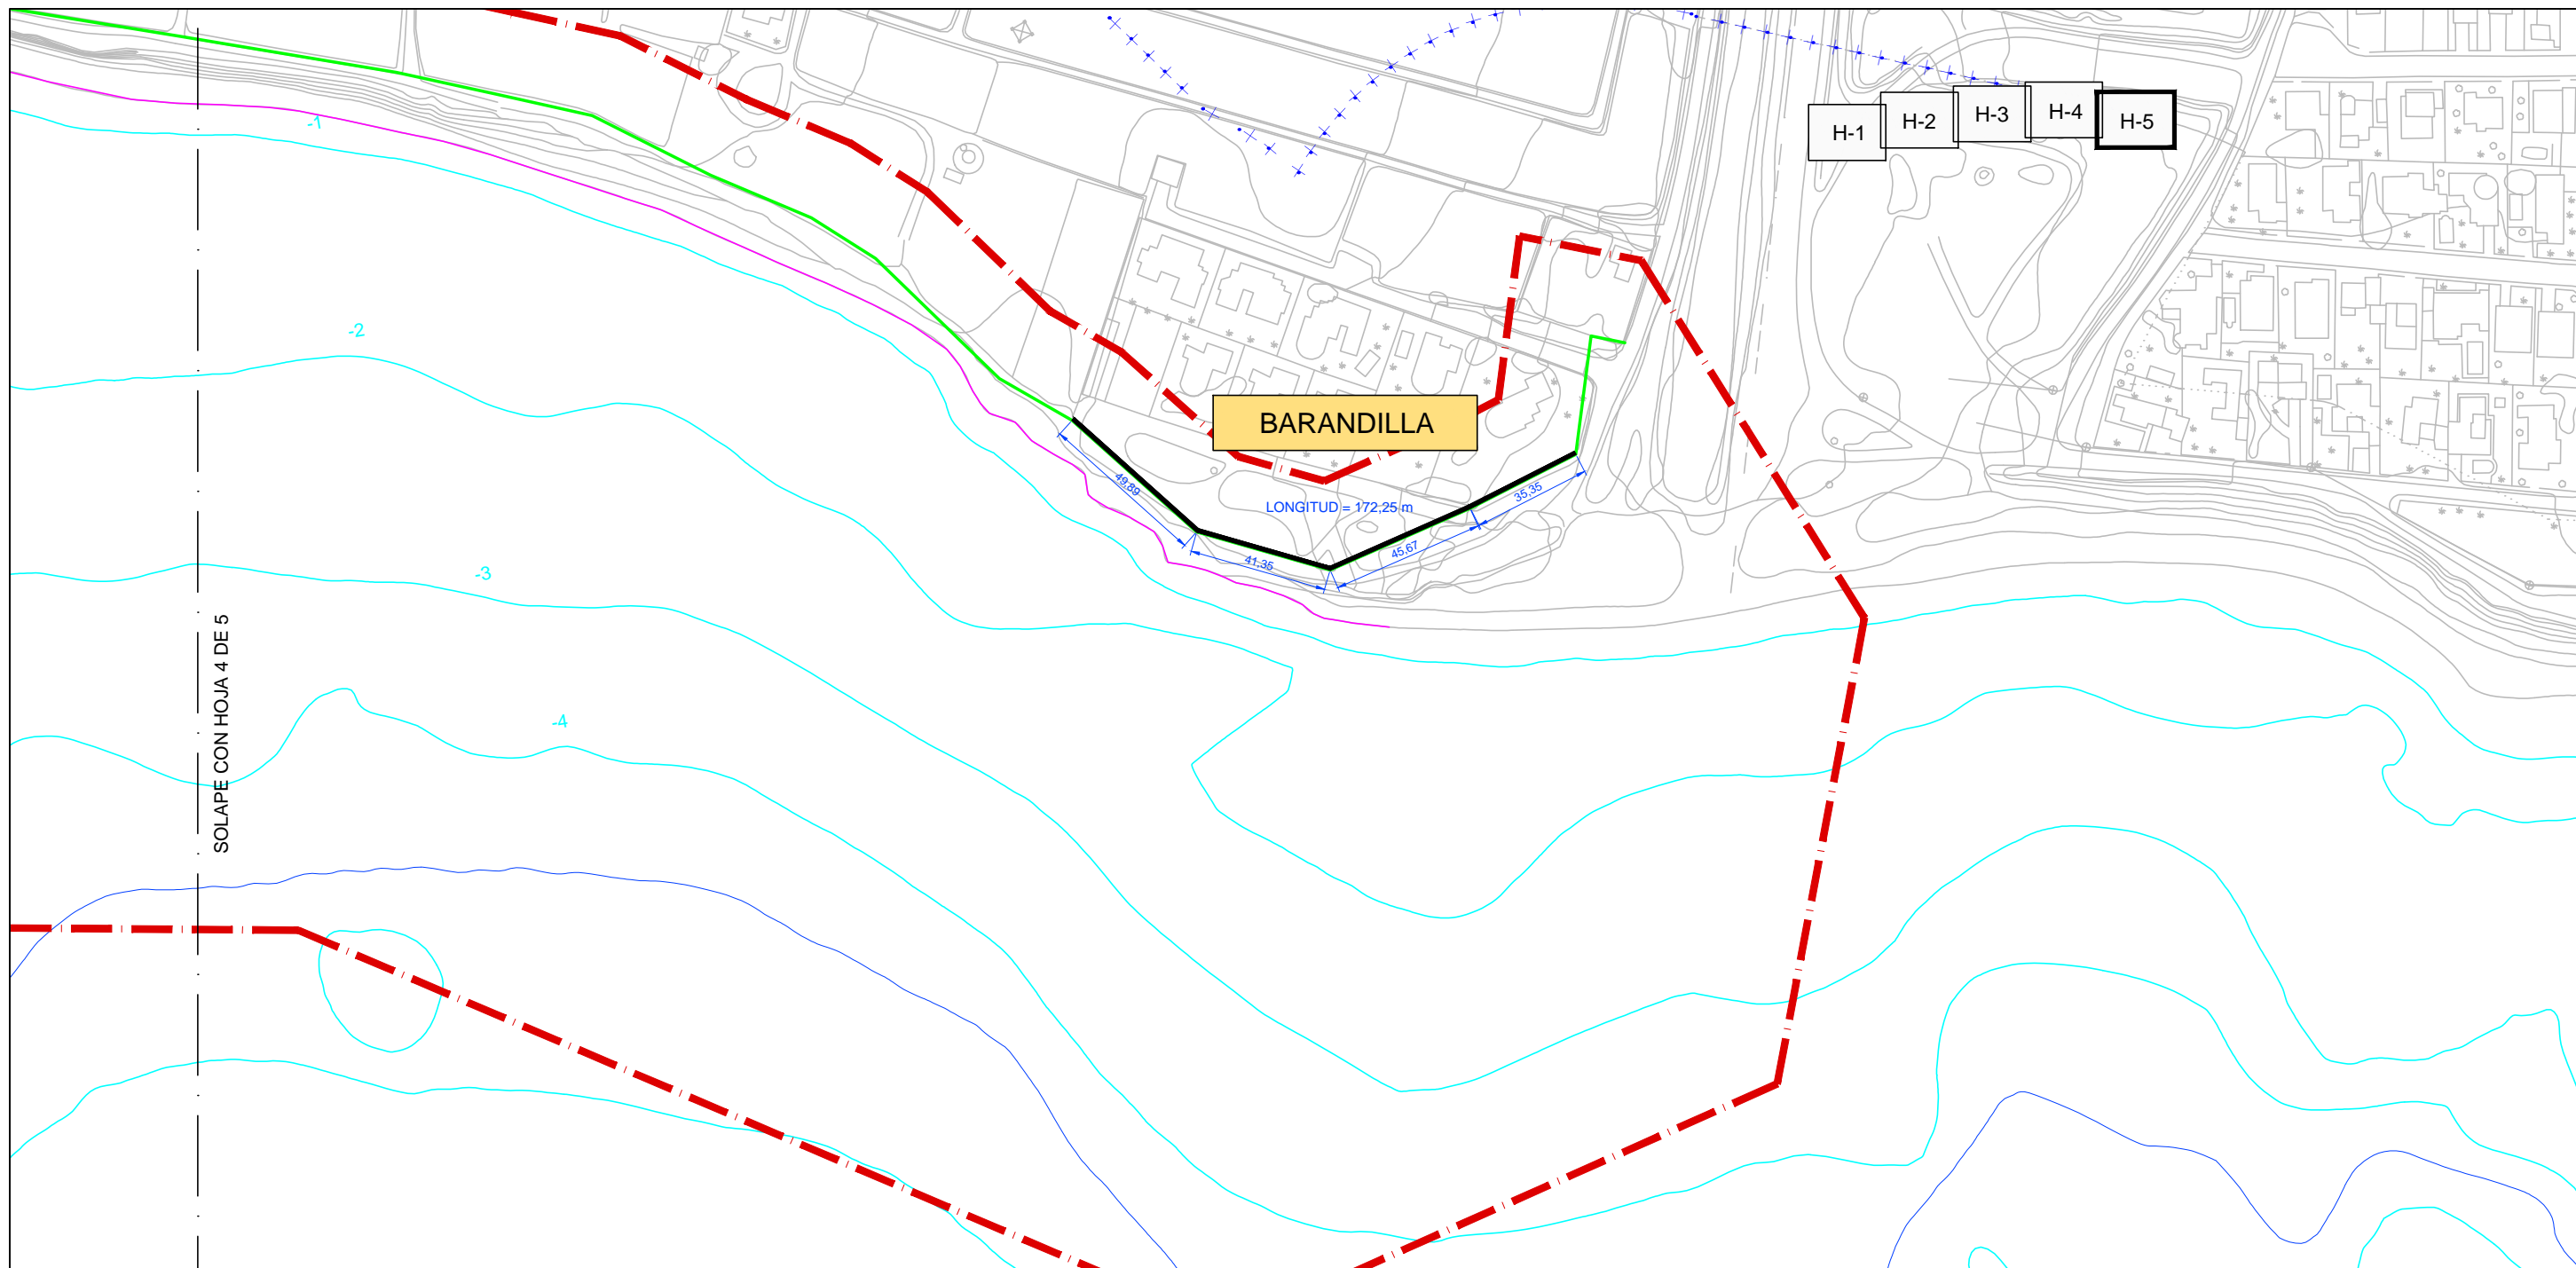 -1
H-1
H-2
H-3
H-4
H-5
-2
BARANDILLA
49,89
LONGITUD = 172,25 m
35,35
45,67
41,35
-3
SOLAPE CON HOJA 4 DE 5
-4